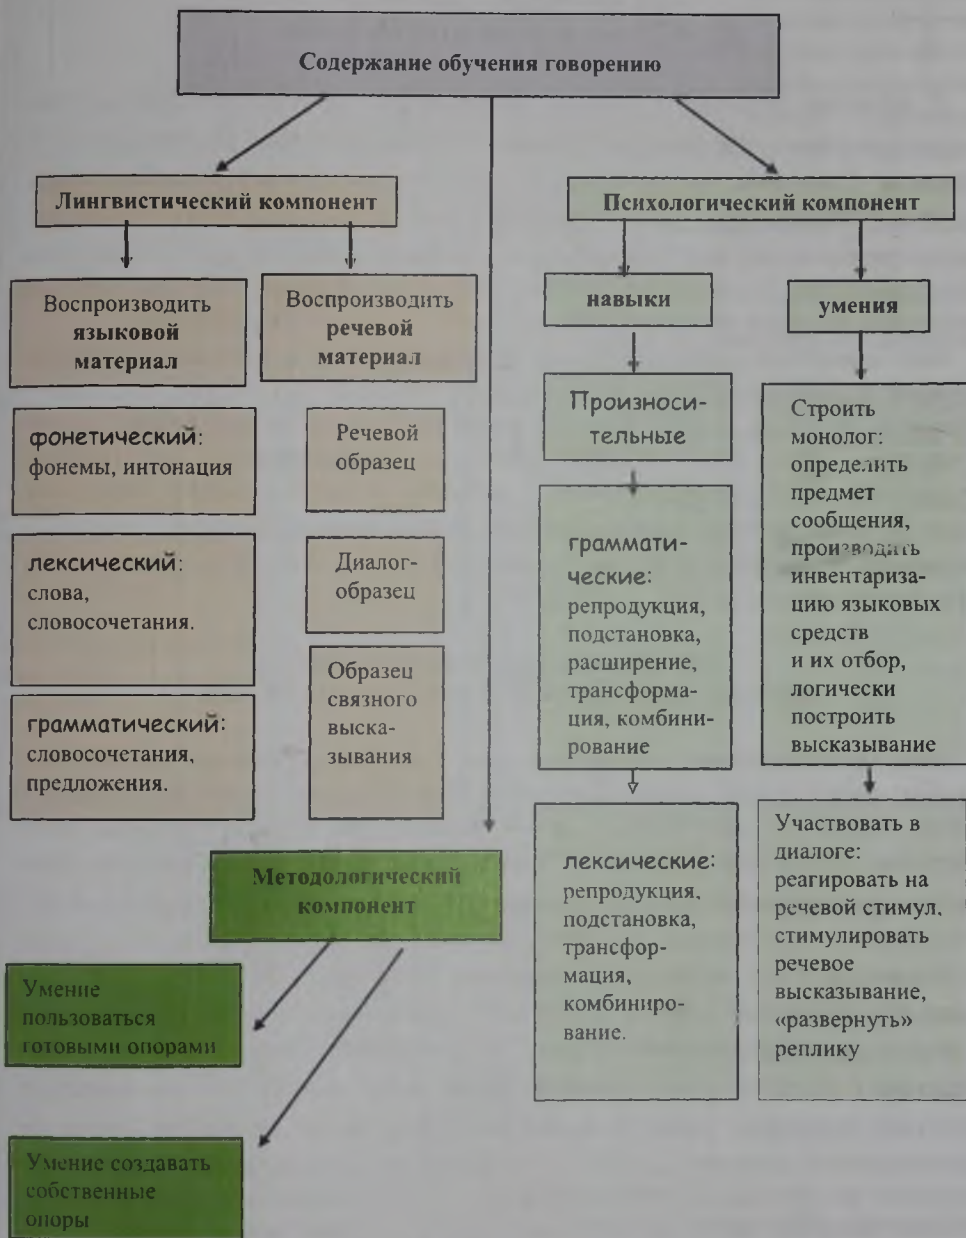 Содержание обучения говорению
Лингвистический компонент
Психологический компонент
Воспроизводить
языковой
материал
Воспроизводить
речевой
материал
навыки
умения
фонетический:
фонемы, интонация
лексический:
слова,
словосочетания.
грамматический:
словосочетания,
предложения.
Речевой
образец
Диалог-
образец
Образец
связного
выска-
зывания
Произноси-
тельные
граммати-
ческие:
репродукция,
подстановка,
расширение,
трансформа-
ция, комбини-
рование
лексические:
репродукция,
подстановка,
трансфор-
мация,
комбиниро-
вание.
Строить
монолог:
определить
предмет
сообщения,
производить
инвентариза-
цию языковых
средств
и их отбор,
логически
построить
высказывание
Участвовать в
диалоге:
реагировать на
речевой стимул,
стимулировать
речевое
высказывание,
«развернуть»
реплику
Методологический
компонент
Умение
пользоваться
готовыми опорами
Умение создавать
собственные
опоры